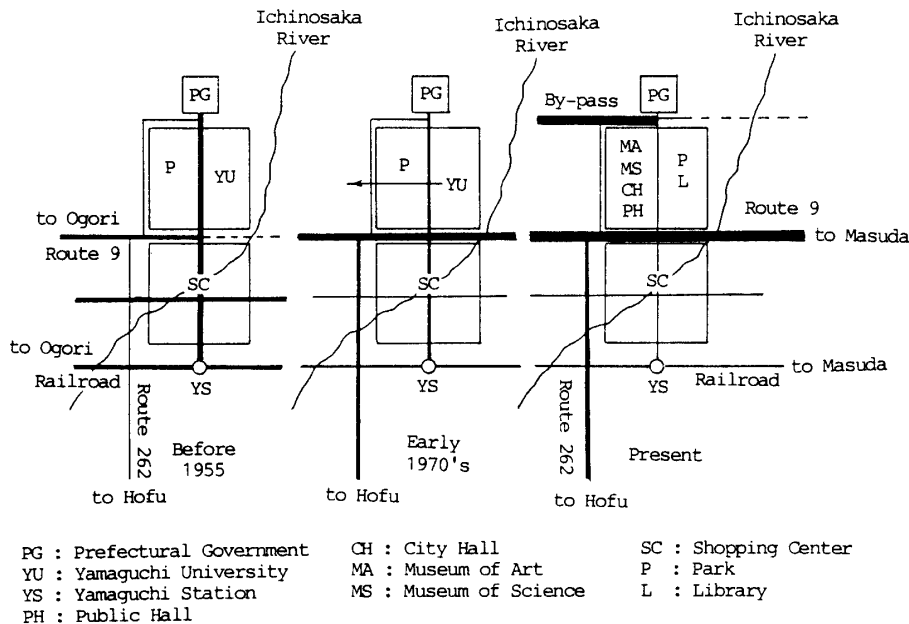 Ichinosaka
River
PG
P
YU
to Ogori
Route 9
SC
to Ogori
Railroad
YS
Route 262
Before
1955
to Hofu
Ichinosaka
River
PG
P
YU
SC
YS
Early
1970's
to Hofu
Ichinosaka
River
By-pass
PG
MA
MS
CH
PH
P
L
Route 9
to Masuda
SC
to Masuda
YS
Railroad
Route 262
Present
to Hofu
PG : Prefectural Government
YU : Yamaguchi University
YS : Yamaguchi Station
PH : Public Hall
CH : City Hall
MA : Museum of Art
MS : Museum of Science
SC : Shopping Center
P : Park
L : Library